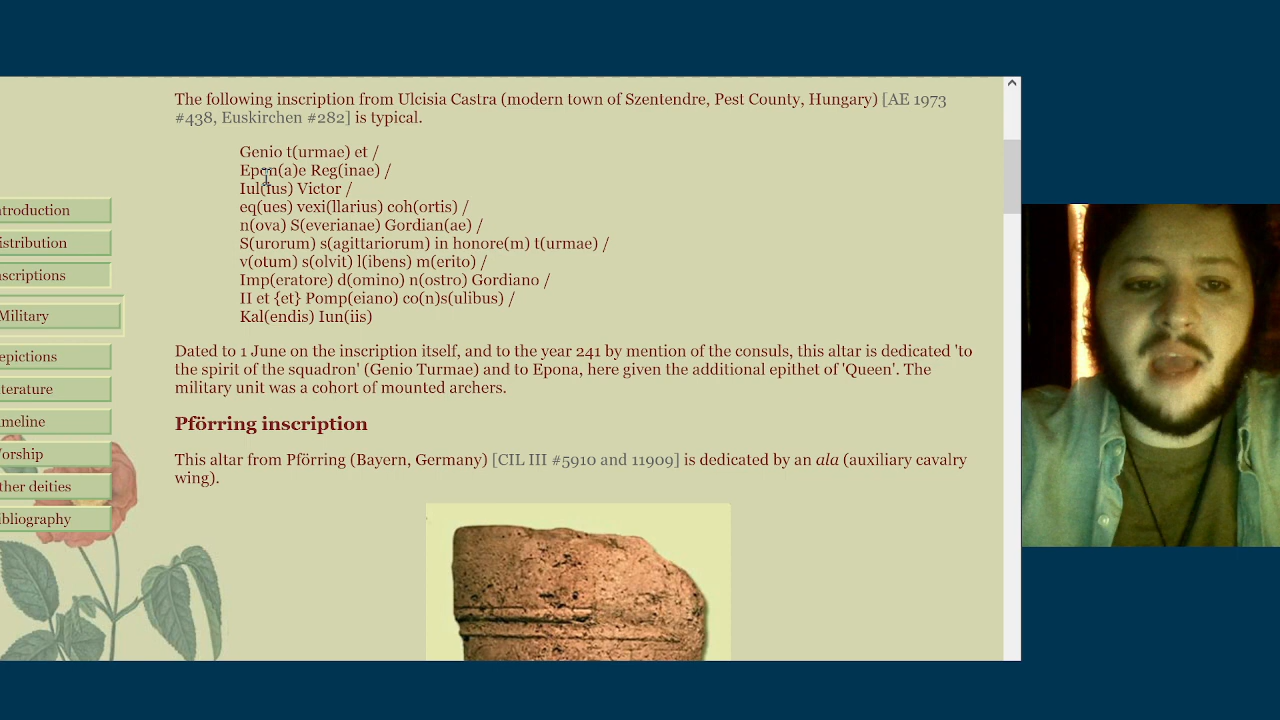 The following inscription from Ulcisia Castra (modern town of Szentendre, Pest County, Hungary) [AE 1973
#438, Euskirchen #282] is typical.
Genio t(urmae) et /
Epon(a)e Reg(inae) /
Iul(ius) Victor /
eq(ues) vexi(llarius) coh(ortis) /
n(ova) S(everianae) Gordian(ae) /
S(urorum) s(agittariorum) in honore(m) t(urmae) /
v(otum) s(olvit) l(ibens) m(erito) /
Imp(eratore) d(omino) n(ostro) Gordiano /
II et {et} Pomp(eiano) co(n)s(ulibus) /
Kal(endis) Iun(iis)
Dated to 1 June on the inscription itself, and to the year 241 by mention of the consuls, this altar is dedicated 'to
the spirit of the squadron' (Genio Turmae) and to Epona, here given the additional epithet of 'Queen'. The
military unit was a cohort of mounted archers.
Pförring inscription
This altar from Pförring (Bayern, Germany) [CIL III #5910 and 11909] is dedicated by an ala (auxiliary cavalry
wing).
ntroduction
istribution
nscriptions
Military
epictions
iterature
imeline
orship
ther deities
ibliography